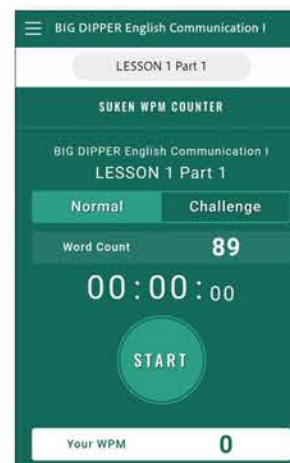 BIG DIPPER English Communication I
LESSON 1 Part 1
SUKEN WPM COUNTER
BIG DIPPER English Communication I
LESSON 1 Part 1
Normal Challenge
Word Count 89
00:00:00
START
Your WPM 0